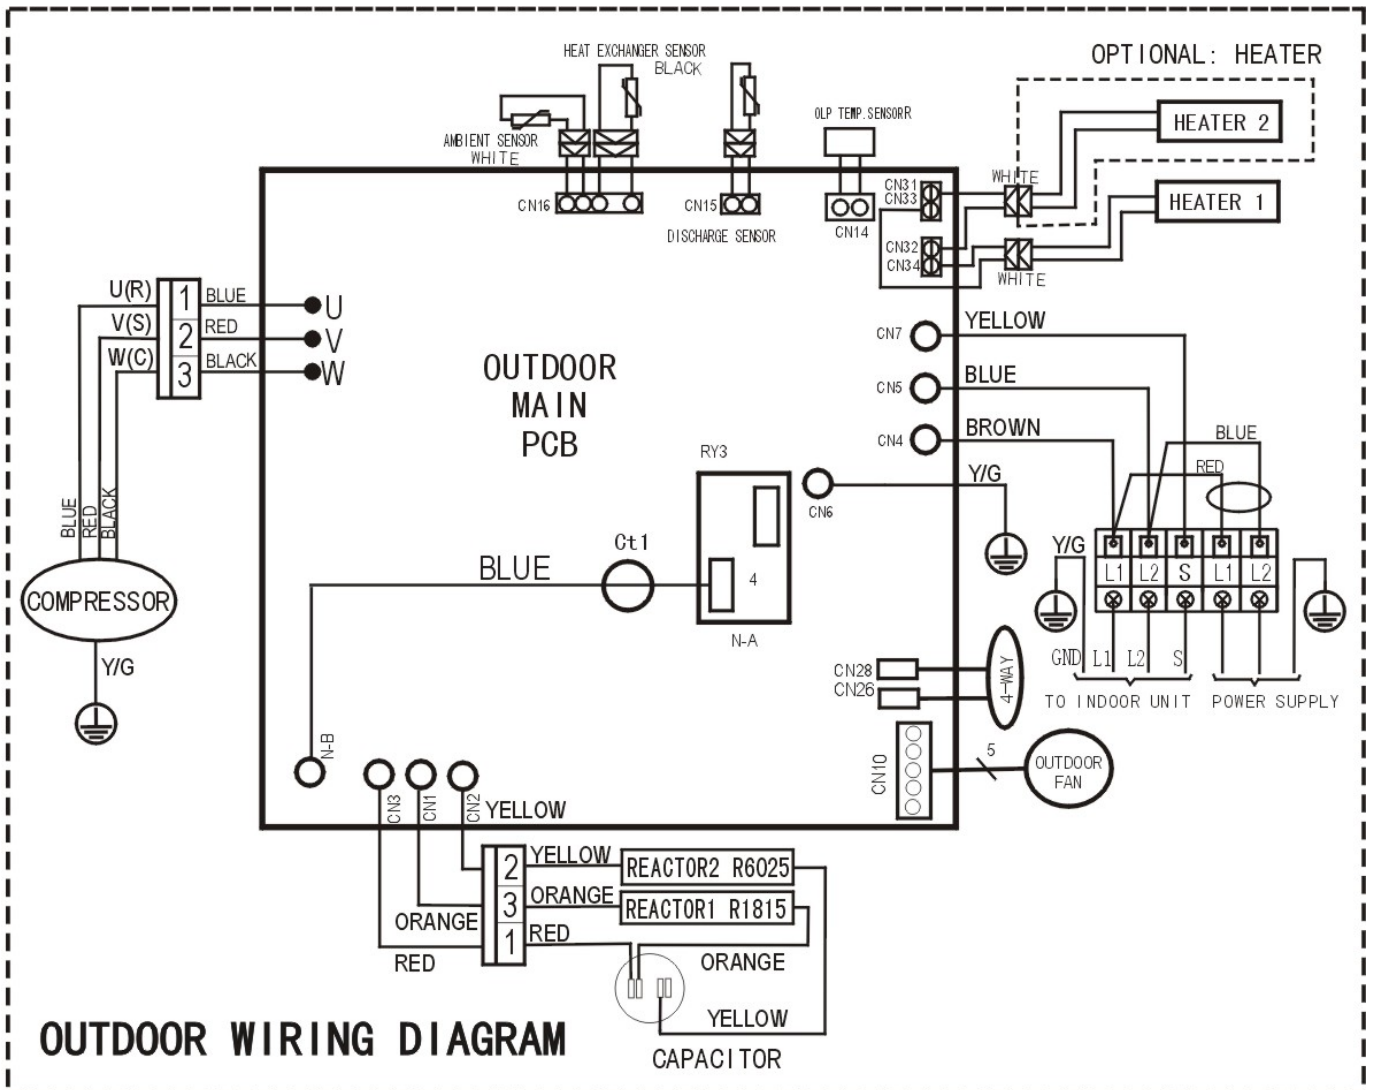 HEAT EXCHANGER SENSOR
BLACK
OPTIONAL: HEATER
OLP TEMP.SENSORR
HEATER 2
AMBIENT SENSOR
WHITE
WHITE
CN31
CN33
HEATER 1
CN16
CN15
CN14
DISCHARGE SENSOR
CN32
CN34
WHITE
U(R)
1
BLUE
U
V(S)
2
RED
V
W(C)
3
BLACK
W
CN7
YELLOW
CN5
BLUE
CN4
BROWN
OUTDOOR
MAIN
PCB
BLUE
RED
RY3
Y/G
CN6
BLUE
RED
BLACK
Ct1
BLUE
4
N-A
Y/G
L1
L2
S
L1
L2
COMPRESSOR
Y/G
GND
L1
L2
S
TO INDOOR UNIT
POWER SUPPLY
CN28
CN26
4-WAY
N-B
CN3
CN1
CN2
CN10
5
OUTDOOR
FAN
YELLOW
2
YELLOW
REACTOR2 R6025
3
ORANGE
REACTOR1 R1815
ORANGE
1
RED
RED
ORANGE
YELLOW
CAPACITOR
OUTDOOR WIRING DIAGRAM